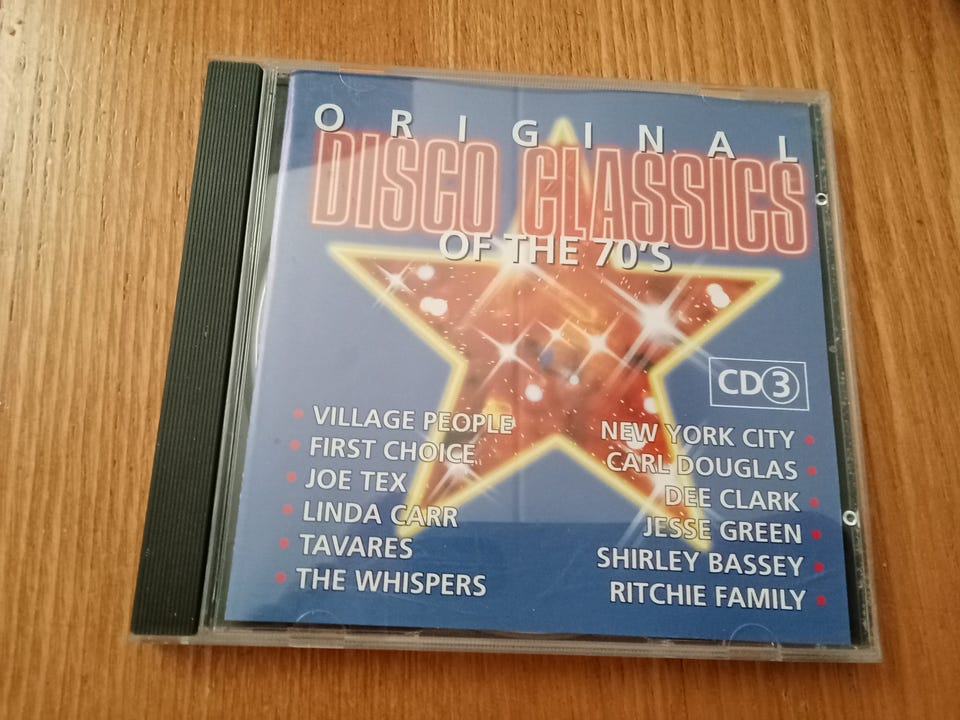 ORIGINAL
DISCO CLASSICS
OF THE 70'S
CD3
VILLAGE PEOPLE
FIRST CHOICE
JOE TEX
LINDA CARR
TAVARES
THE WHISPERS
NEW YORK CITY
CARL DOUGLAS
DEE CLARK
JESSE GREEN
SHIRLEY BASSEY
RITCHIE FAMILY